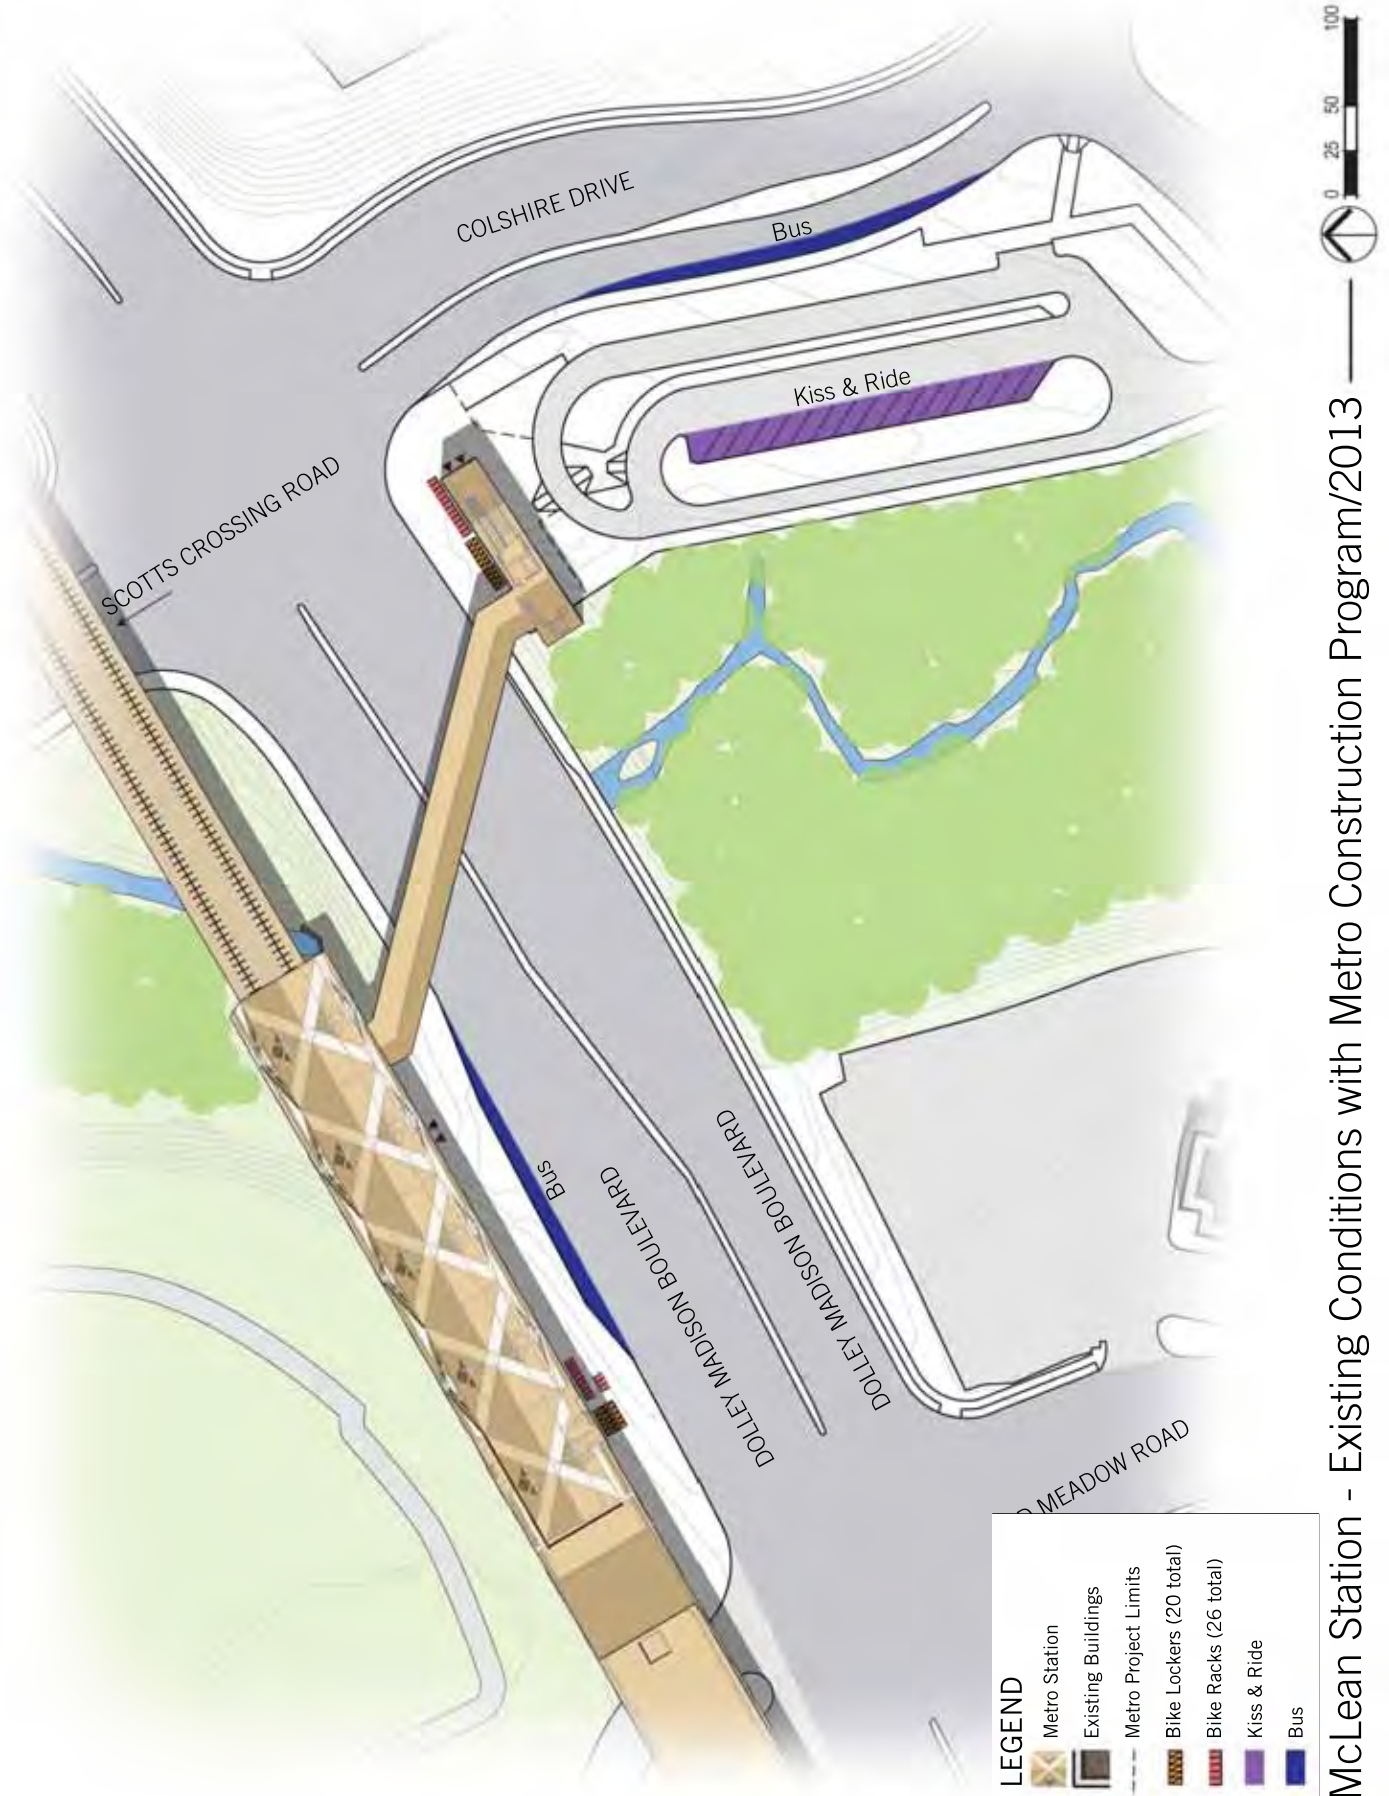 COLSHIRE DRIVE
Bus
Kiss & Ride
SCOTTS CROSSING ROAD
Bus
DOLLEY MADISON BOULEVARD
DOLLEY MADISON BOULEVARD
MEADOW ROAD
LEGEND
Metro Station
Existing Buildings
Metro Project Limits
Bike Lockers (20 total)
Bike Racks (26 total)
Kiss & Ride
Bus
0 25 50 100
McLean Station - Existing Conditions with Metro Construction Program/2013